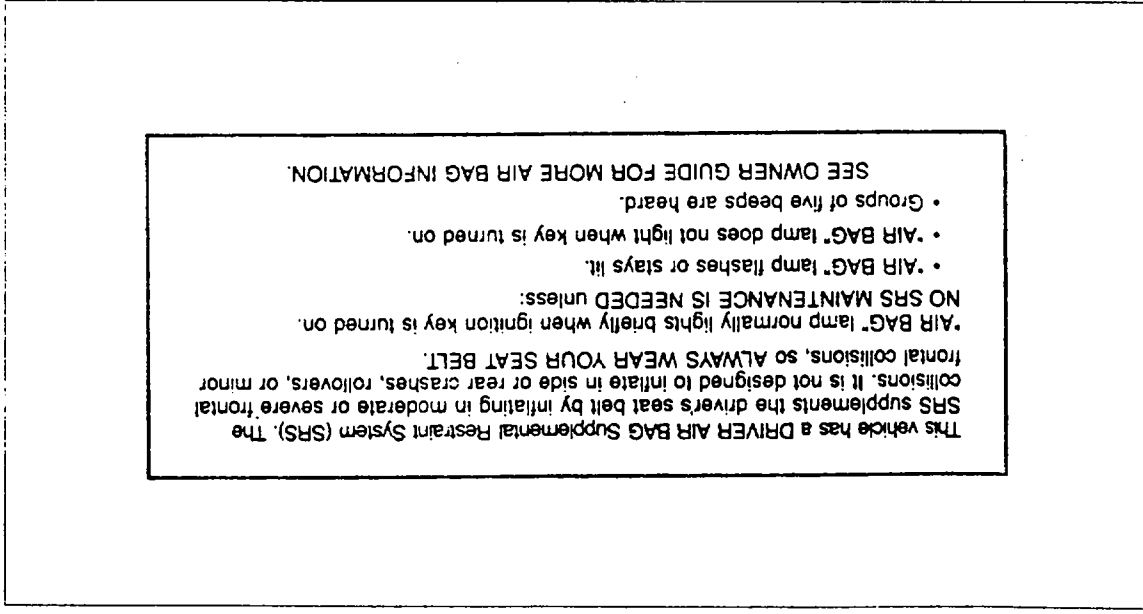 This vehicle has a DRIVER AIR BAG Supplemental Restraint System (SRS). The
SRS supplements the driver's seat belt by inflating in moderate or severe frontal
collisions. It is not designed to inflate in side or rear crashes, rollovers, or minor
frontal collisions, so ALWAYS WEAR YOUR SEAT BELT.
"AIR BAG" lamp normally lights briefly when ignition key is turned on.
NO SRS MAINTENANCE IS NEEDED unless:
• "AIR BAG" lamp flashes or stays lit.
• "AIR BAG" lamp does not light when key is turned on.
• Groups of five beeps are heard.
SEE OWNER GUIDE FOR MORE AIR BAG INFORMATION.